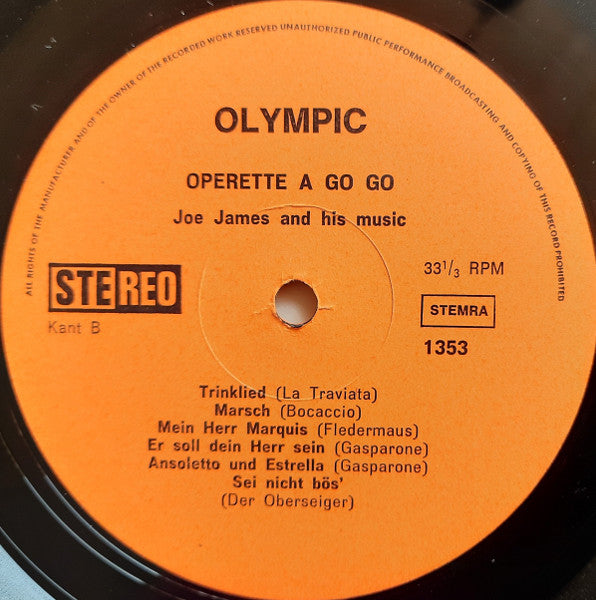 ALL RIGHTS OF THE MANUFACTURER AND OF THE OWNER OF THE RECORDED WORK RESERVED UNAUTHORIZED PUBLIC PERFORMANCE BROADCASTING AND COPYING OF THIS RECORD PROHIBITED
OLYMPIC
OPERETTE A GO GO
Joe James and his music
STEREO
Kant B
33 1/3 RPM
STEMRA
1353
Trinklied (La Traviata)
Marsch (Bocaccio)
Mein Herr Marquis (Fledermaus)
Er soll dein Herr sein (Gasparone)
Ansoletto und Estrella (Gasparone)
Sei nicht bös'
(Der Oberseiger)